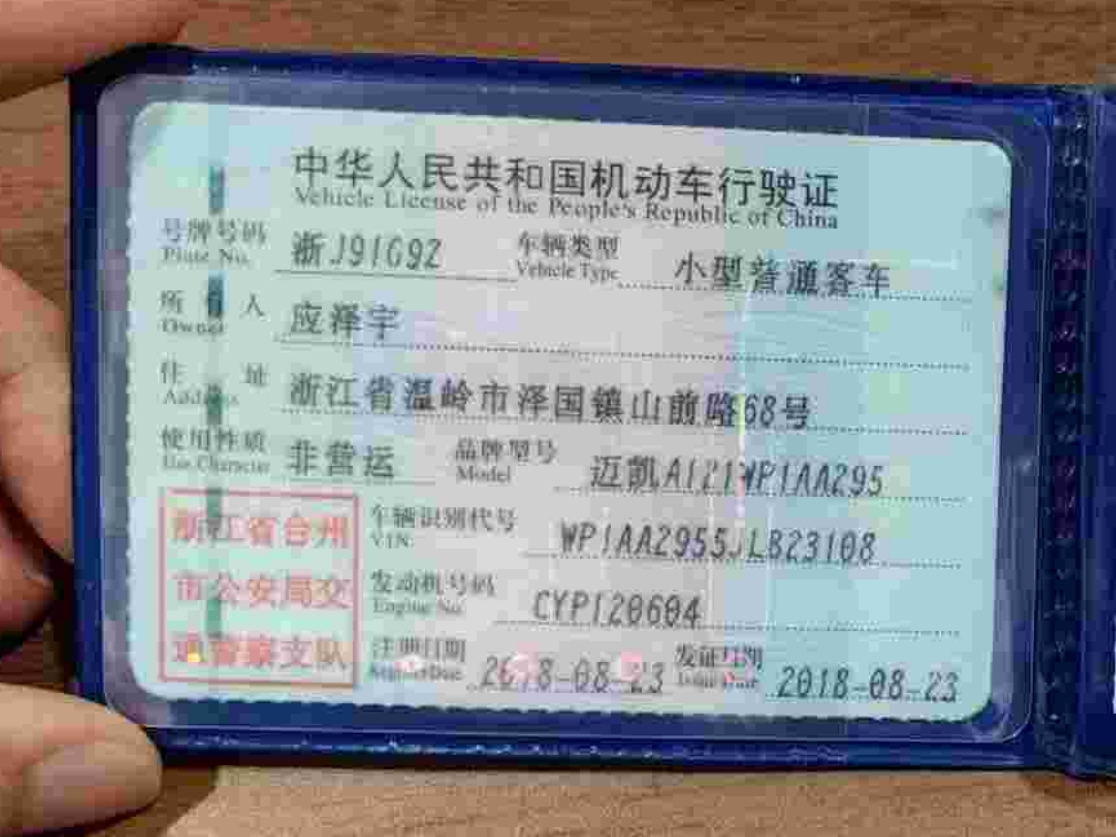 中华人民共和国机动车行驶证
Vehicle License of the People's Republic of China
号牌号码 浙J91G9Z 车辆类型 小型普通客车
Plate No. Vehicle Type
所有人 应泽宇
Owner
住址 浙江省温岭市泽国镇山前路68号
Address
使用性质 非营运 品牌型号 迈凯A121WP1AA295
Use Character Model
浙江省台州
市公安局交
通警察支队
车辆识别代号 WP1AA2955JLB23108
VIN
发动机号码 CYP120604
Engine No.
注册日期 2018-08-23 发证日期 2018-08-23
Register Date Issue Date